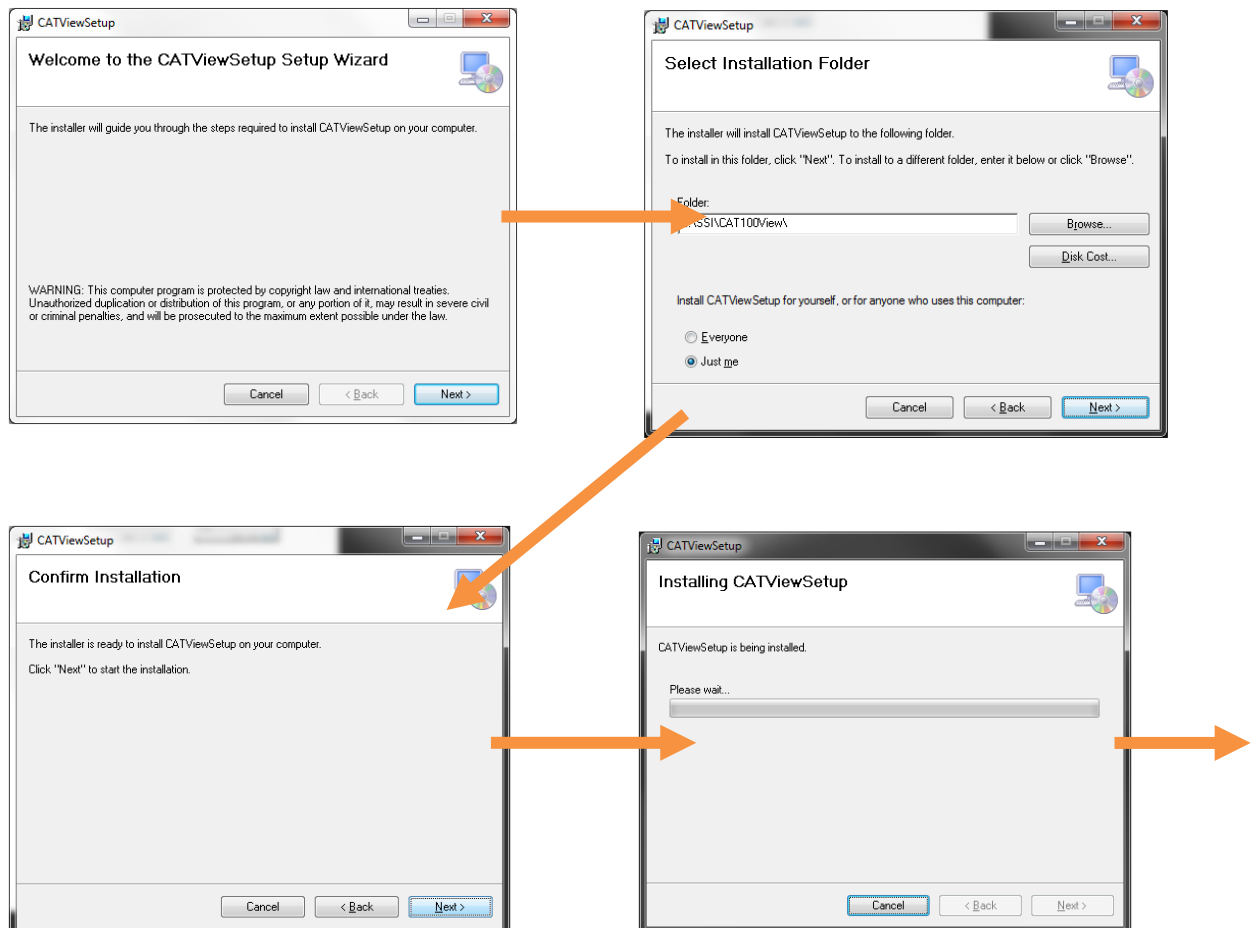 CATViewSetup
Welcome to the CATViewSetup Setup Wizard
The installer will guide you through the steps required to install CATViewSetup on your computer.
WARNING: This computer program is protected by copyright law and international treaties.
Unauthorized duplication or distribution of this program, or any portion of it, may result in severe civil
or criminal penalties, and will be prosecuted to the maximum extent possible under the law.
Cancel
< Back
Next >
CATViewSetup
Select Installation Folder
The installer will install CATViewSetup to the following folder.
To install in this folder, click "Next". To install to a different folder, enter it below or click "Browse".
Folder:
\SSI\CAT100View\
Browse...
Disk Cost...
Install CATViewSetup for yourself, or for anyone who uses this computer:
Everyone
Just me
Cancel
< Back
Next >
CATViewSetup
Confirm Installation
The installer is ready to install CATViewSetup on your computer.
Click "Next" to start the installation.
Cancel
< Back
Next >
CATViewSetup
Installing CATViewSetup
CATViewSetup is being installed.
Please wait...
Cancel
< Back
Next >